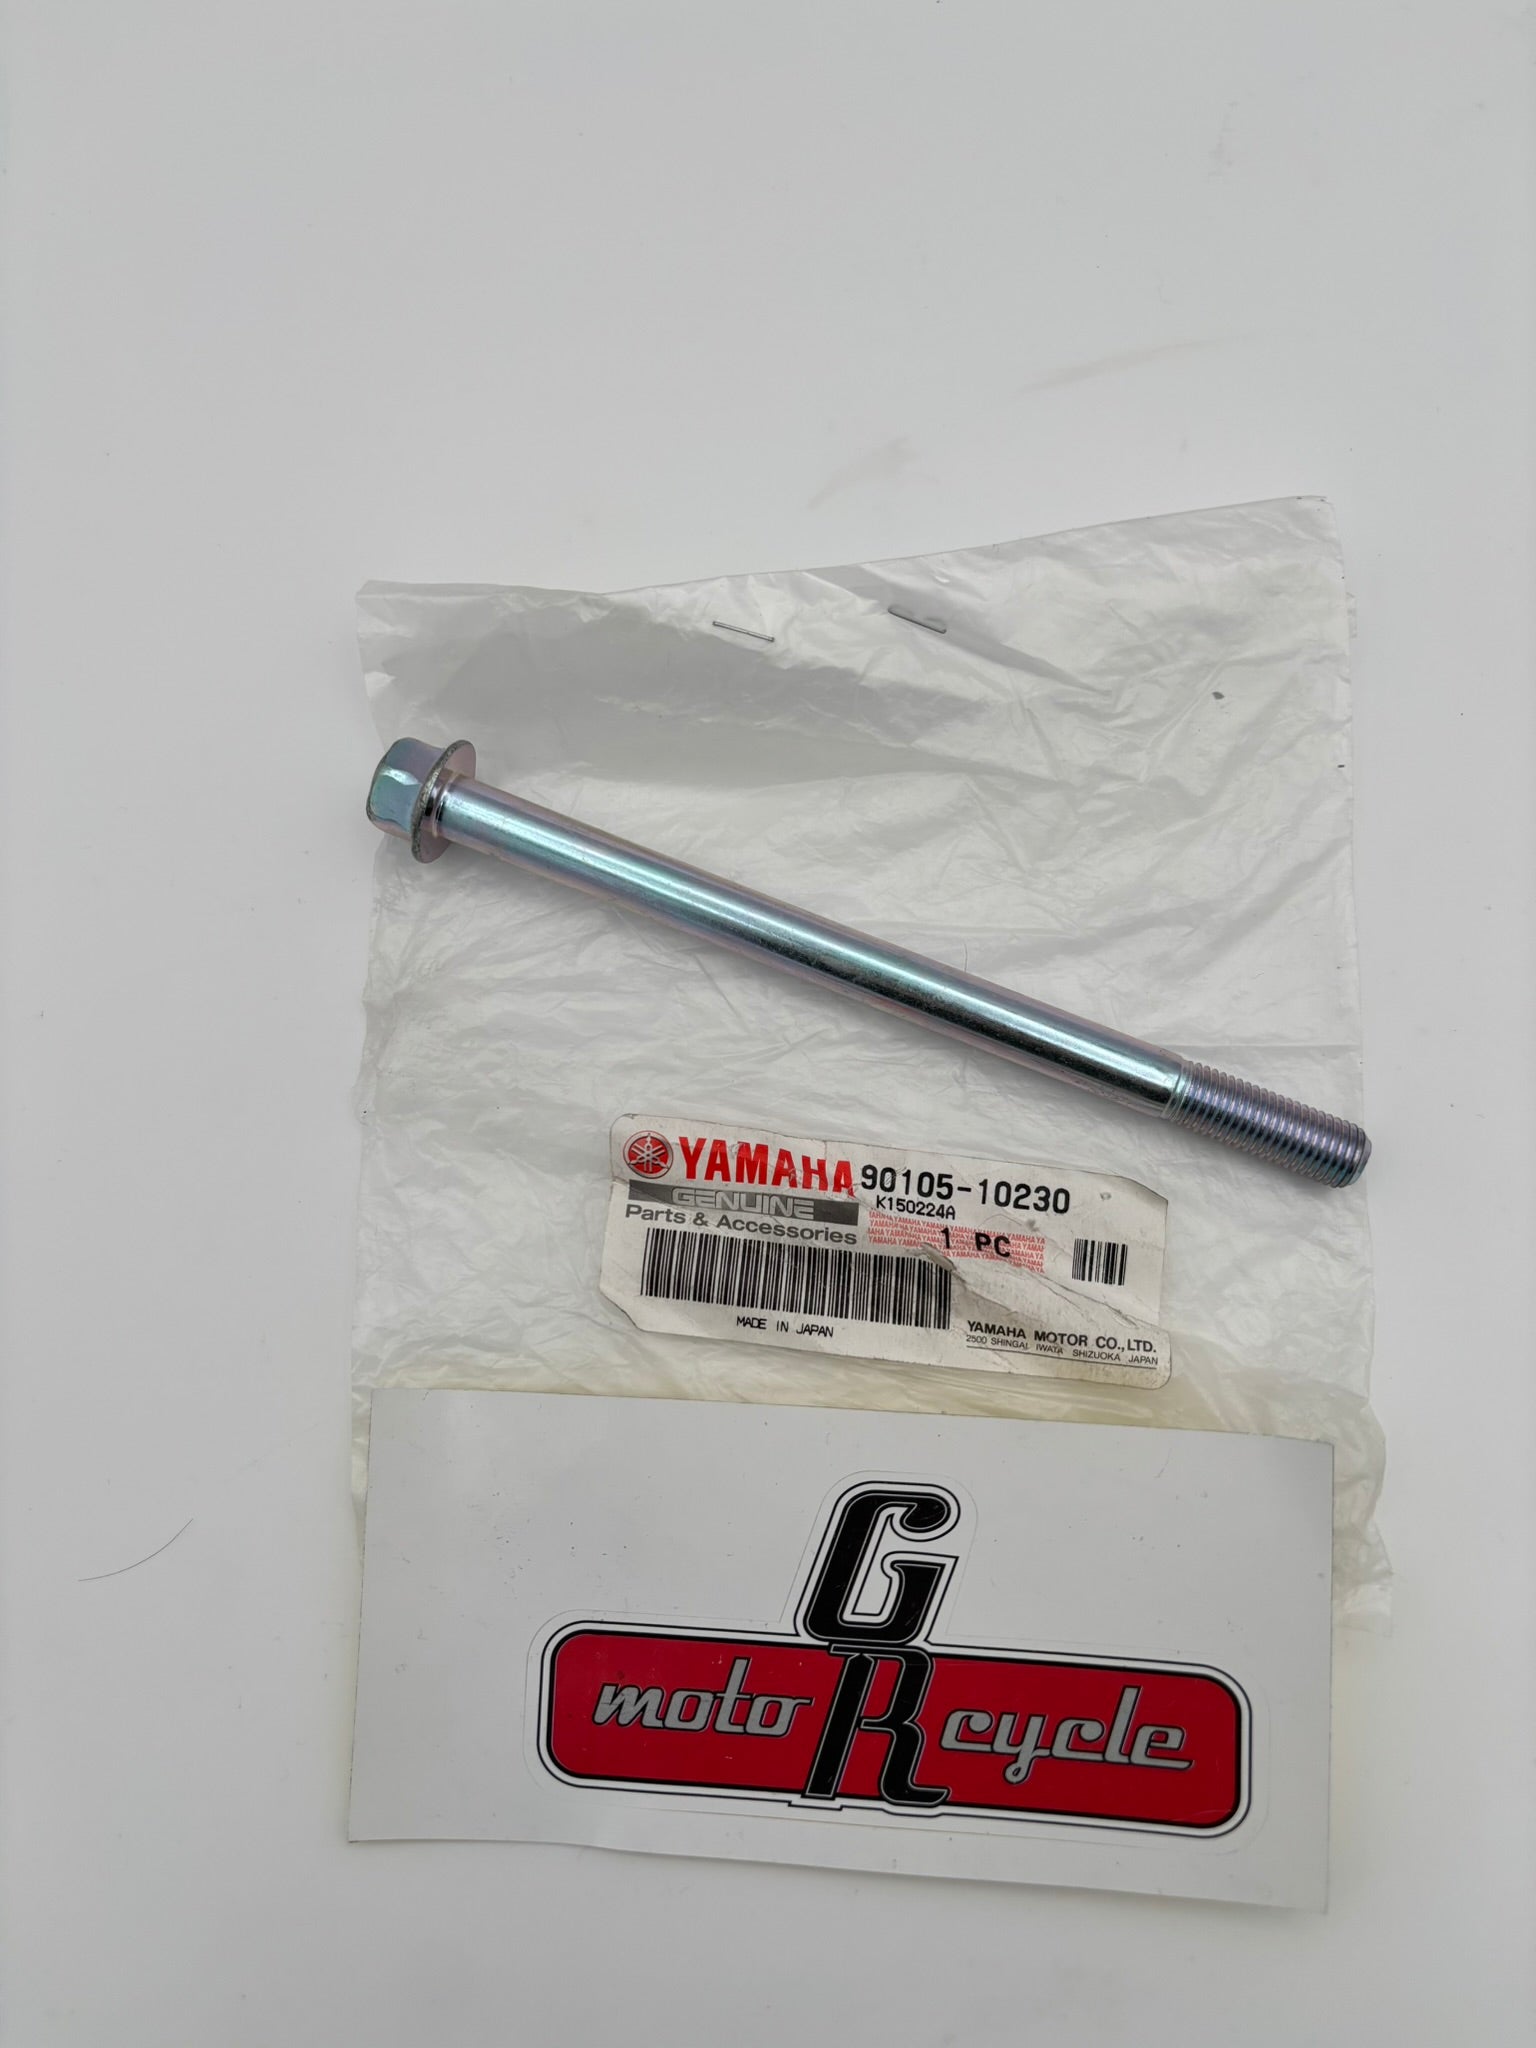 YAMAHA 90105-10230
GENUINE K150224A
Parts & Accessories 1 PC
MADE IN JAPAN
YAMAHA MOTOR CO.,LTD.
2500 SHINGAI IWATA SHIZUOKA JAPAN
G
moto R cycle